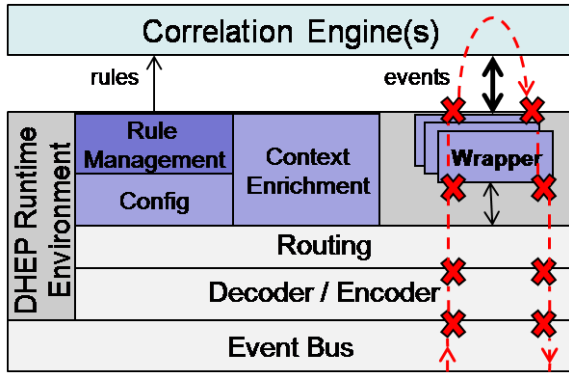 Correlation Engine(s)
rules
events
DHEP Runtime
Environment
Rule
Management
Config
Context
Enrichment
Wrapper
Routing
Decoder / Encoder
Event Bus